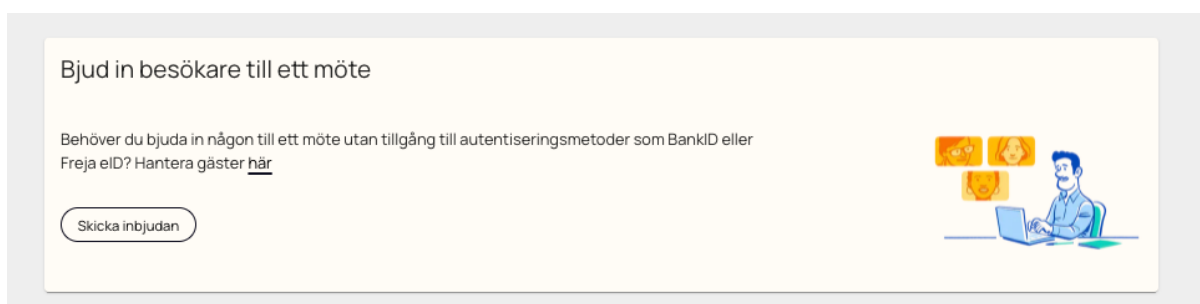 Bjud in besökare till ett möte
Behöver du bjuda in någon till ett möte utan tillgång till autentiseringsmetoder som BankID eller
Freja eID? Hantera gäster här
Skicka inbjudan